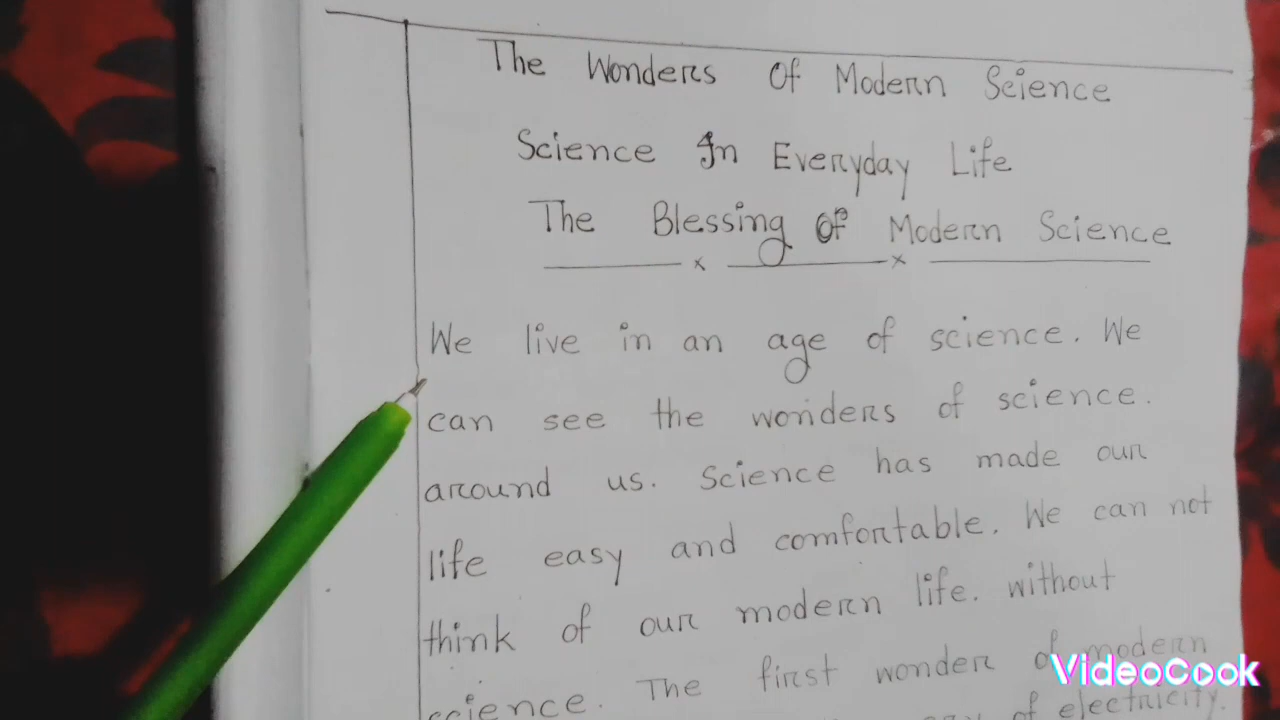 The Wonders Of Modern Science
Science In Everyday Life
The Blessing Of Modern Science
We live in an age of science. We
can see the wonders of science.
around us. Science has made our
life easy and comfortable. We can not
think of our modern life. without
science. The first wonder of modern
of electricity.
VideoCook